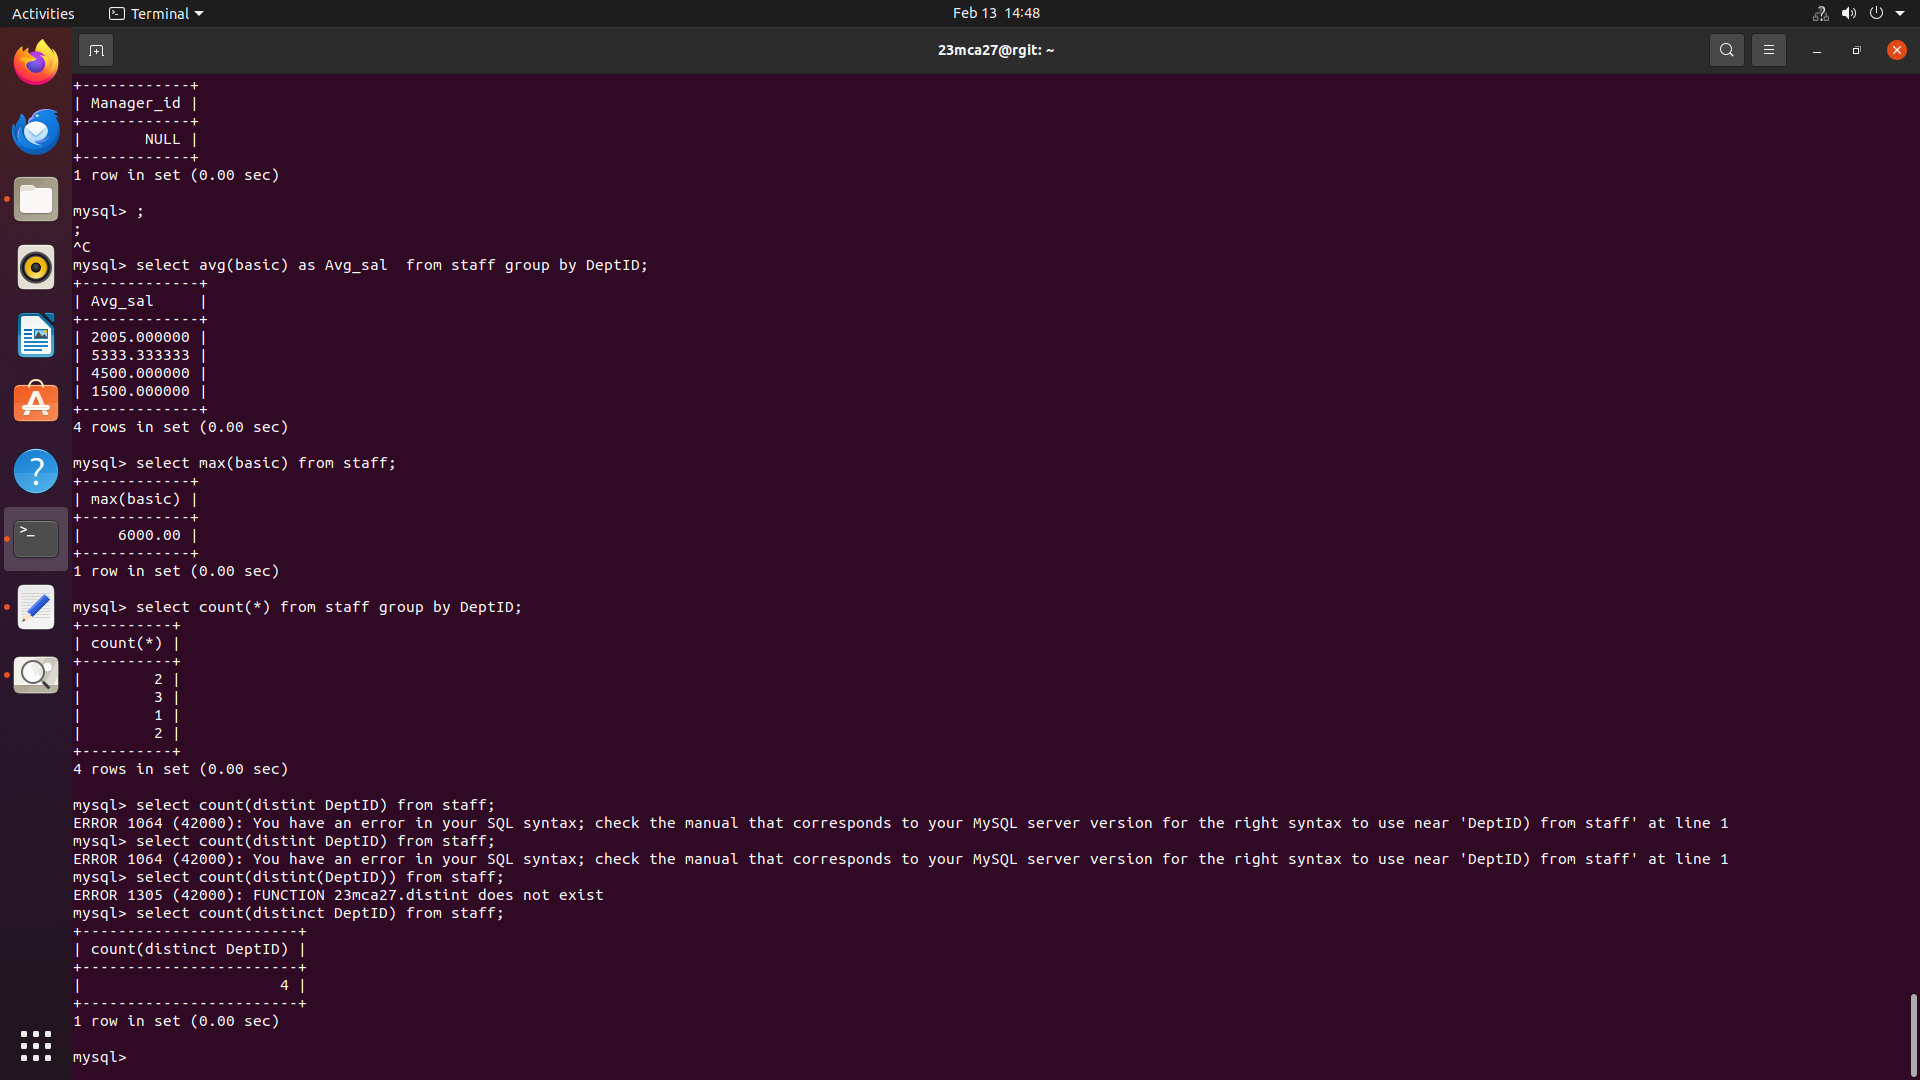 Activities
Terminal
Feb 13 14:48
23mca27@rgit: ~
+------------+
| Manager_id |
+------------+
|       NULL |
+------------+
1 row in set (0.00 sec)

mysql> ;
;
^C
mysql> select avg(basic) as Avg_sal  from staff group by DeptID;
+-------------+
| Avg_sal     |
+-------------+
| 2005.000000 |
| 5333.333333 |
| 4500.000000 |
| 1500.000000 |
+-------------+
4 rows in set (0.00 sec)

mysql> select max(basic) from staff;
+------------+
| max(basic) |
+------------+
|    6000.00 |
+------------+
1 row in set (0.00 sec)

mysql> select count(*) from staff group by DeptID;
+----------+
| count(*) |
+----------+
|        2 |
|        3 |
|        1 |
|        2 |
+----------+
4 rows in set (0.00 sec)

mysql> select count(distint DeptID) from staff;
ERROR 1064 (42000): You have an error in your SQL syntax; check the manual that corresponds to your MySQL server version for the right syntax to use near 'DeptID) from staff' at line 1
mysql> select count(distint DeptID) from staff;
ERROR 1064 (42000): You have an error in your SQL syntax; check the manual that corresponds to your MySQL server version for the right syntax to use near 'DeptID) from staff' at line 1
mysql> select count(distint(DeptID)) from staff;
ERROR 1305 (42000): FUNCTION 23mca27.distint does not exist
mysql> select count(distinct DeptID) from staff;
+------------------------+
| count(distinct DeptID) |
+------------------------+
|                      4 |
+------------------------+
1 row in set (0.00 sec)

mysql>